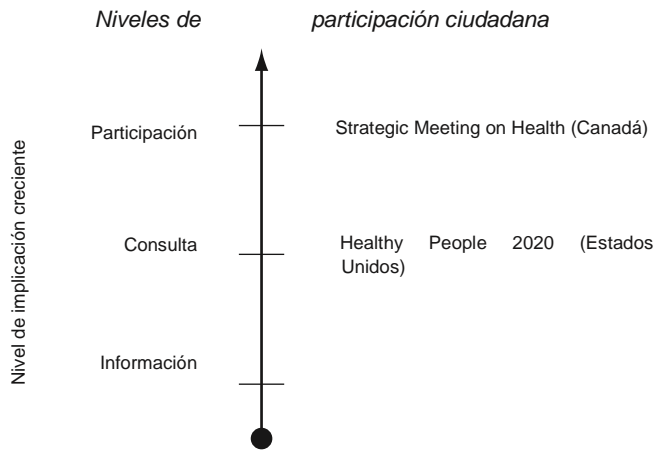 Niveles de participación ciudadana
Participación
Strategic Meeting on Health (Canadá)
Consulta
Healthy People 2020 (Estados
Unidos)
Información
Nivel de implicación creciente